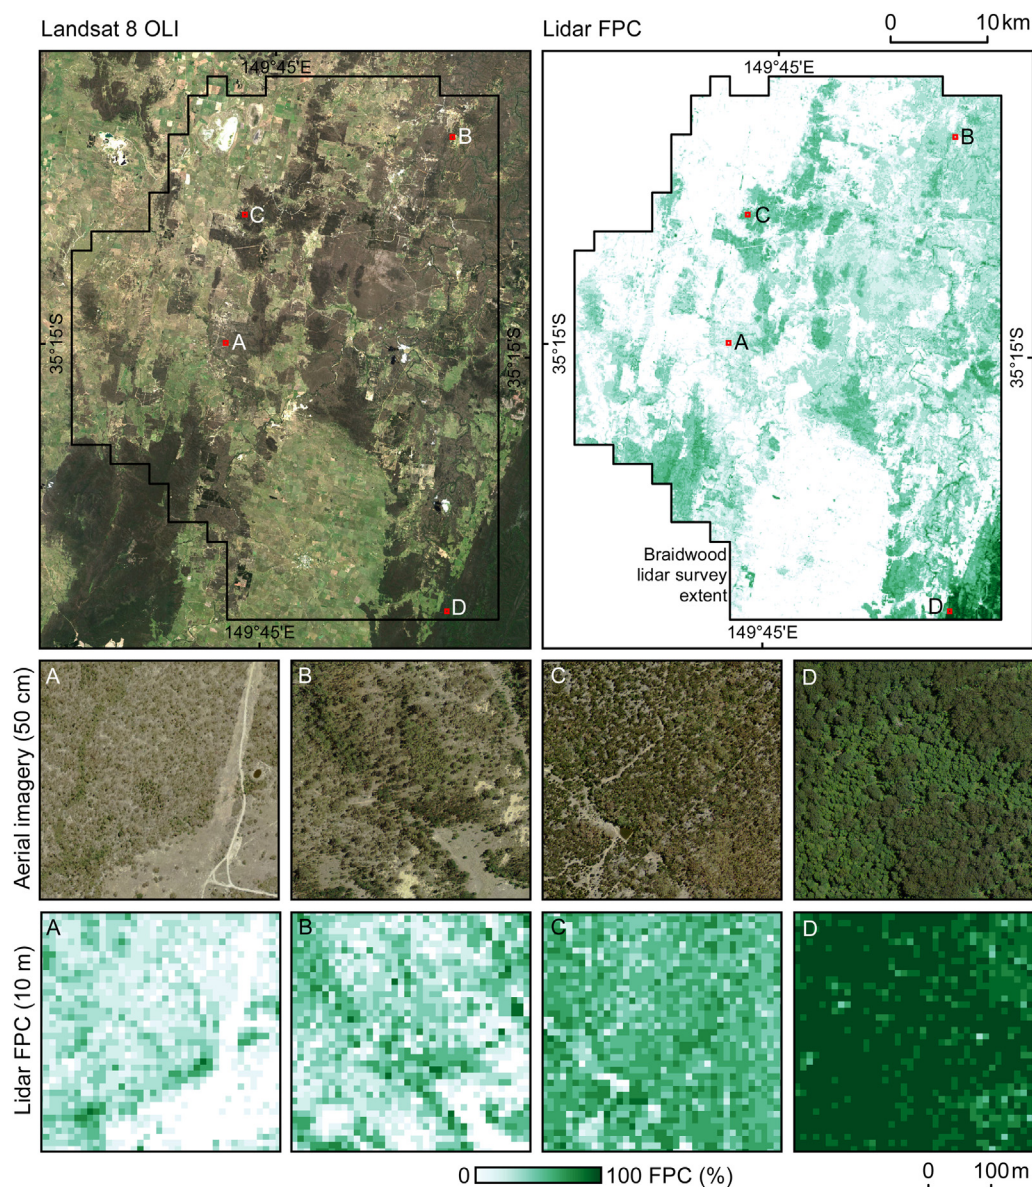 Landsat 8 OLI
Lidar FPC
0 10 km
149°45'E
149°45'E
B
B
C
C
35°15'S
A
35°15'S
35°15'S
A
35°15'S
Braidwood
lidar survey
extent
D
D
149°45'E
149°45'E
Aerial imagery (50 cm)
A
B
C
D
Lidar FPC (10 m)
A
B
C
D
0 100 FPC (%)
0 100 m